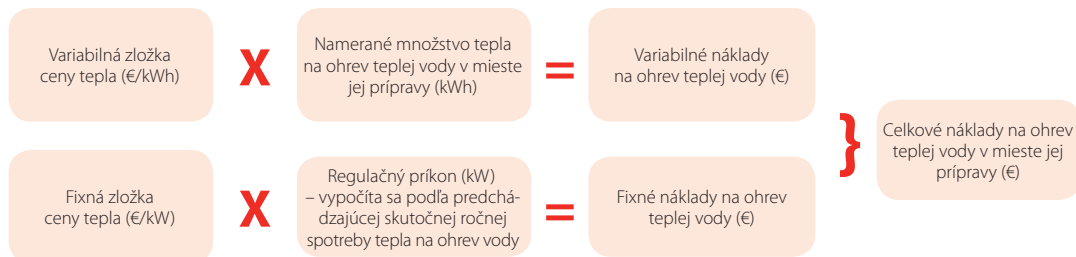 Variabilná zložka
ceny tepla (€/kWh)
X
Namerané množstvo tepla
na ohrev teplej vody v mieste
jej prípravy (kWh)
=
Variabilné náklady
na ohrev teplej vody (€)
Fixná zložka
ceny tepla (€/kW)
X
Regulačný príkon (kW)
– vypočíta sa podľa predchá-
dzajúcej skutočnej ročnej
spotreby tepla na ohrev vody
=
Fixné náklady na ohrev
teplej vody (€)
}
Celkové náklady na ohrev
teplej vody v mieste jej
prípravy (€)